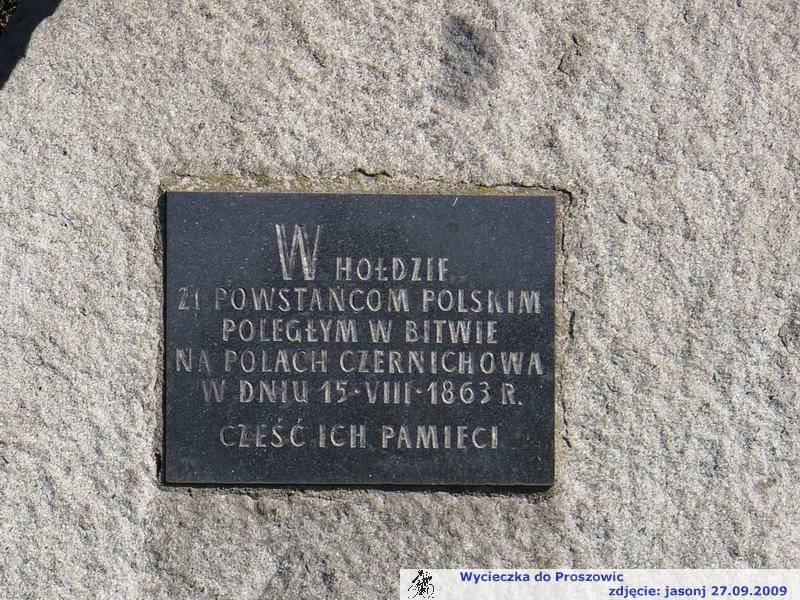 W HOŁDZIE
21 POWSTAŃCOM POLSKIM
POLEGŁYM W BITWIE
NA POLACH CZERNICHOWA
W DNIU 15·VIII·1863 R.
CZEŚĆ ICH PAMIĘCI
Wycieczka do Proszowic
zdjęcie: jasonj 27.09.2009